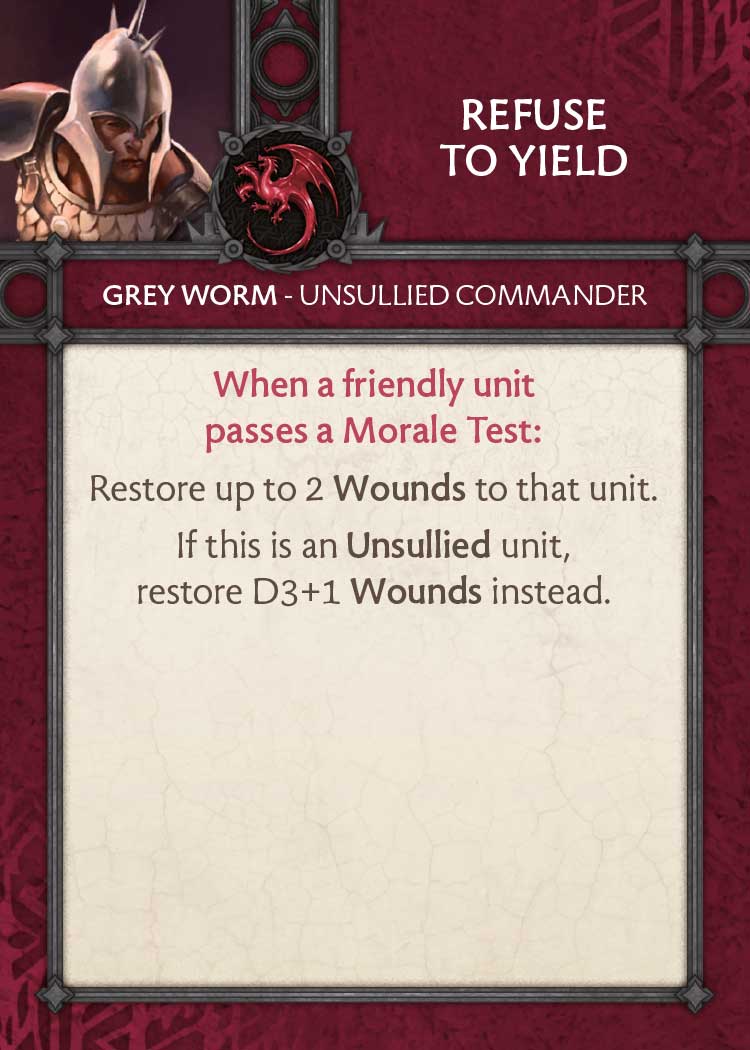 REFUSE
TO YIELD
GREY WORM - UNSULLIED COMMANDER
When a friendly unit
passes a Morale Test:
Restore up to 2 Wounds to that unit.
If this is an Unsullied unit,
restore D3+1 Wounds instead.